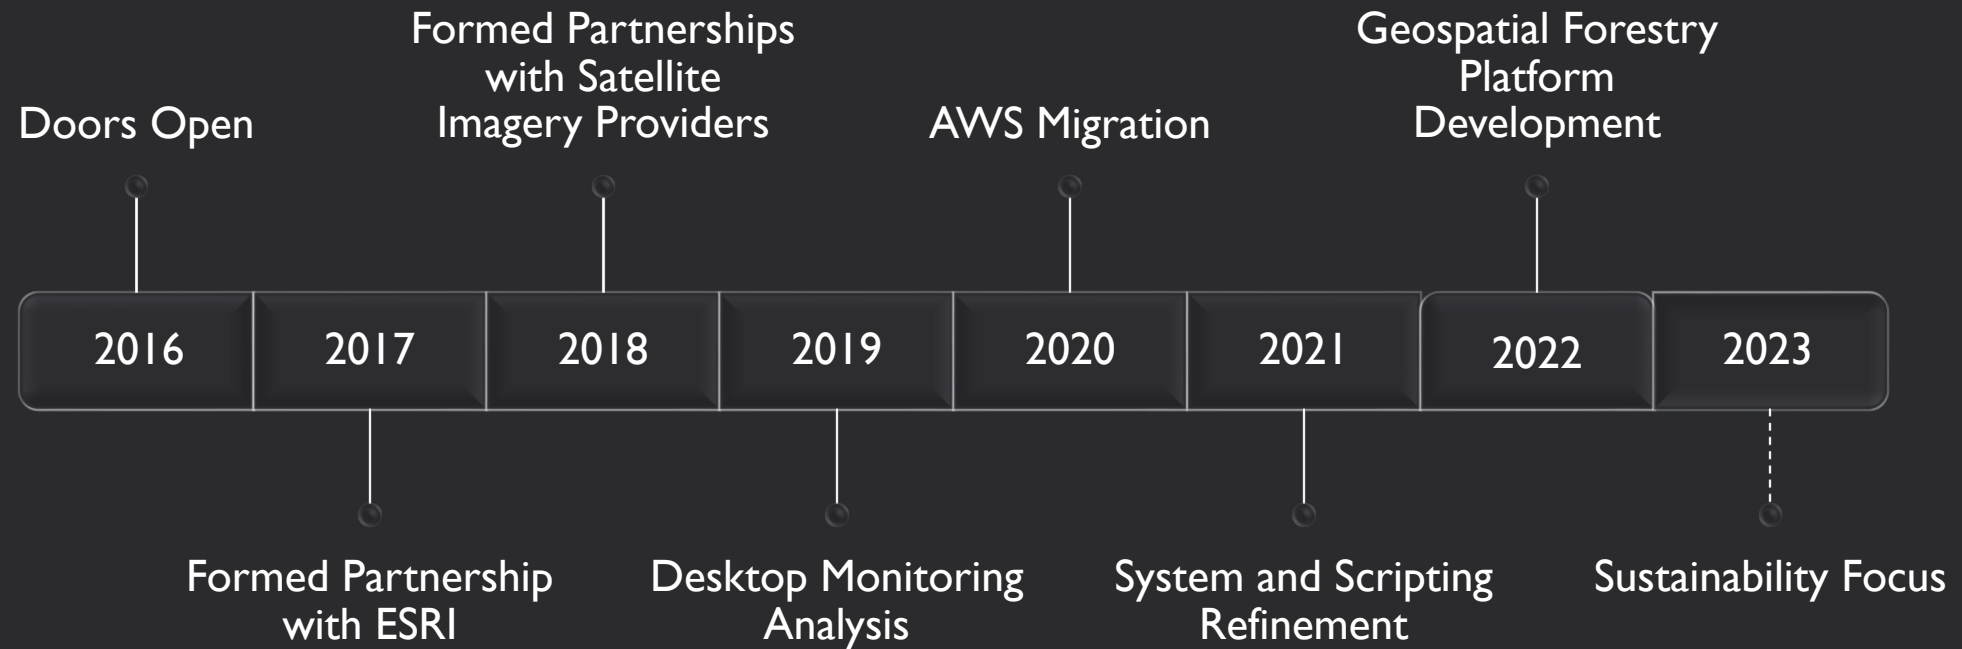 Doors Open
Formed Partnerships
with Satellite
Imagery Providers
AWS Migration
Geospatial Forestry
Platform
Development
2016
2017
2018
2019
2020
2021
2022
2023
Formed Partnership
with ESRI
Desktop Monitoring
Analysis
System and Scripting
Refinement
Sustainability Focus